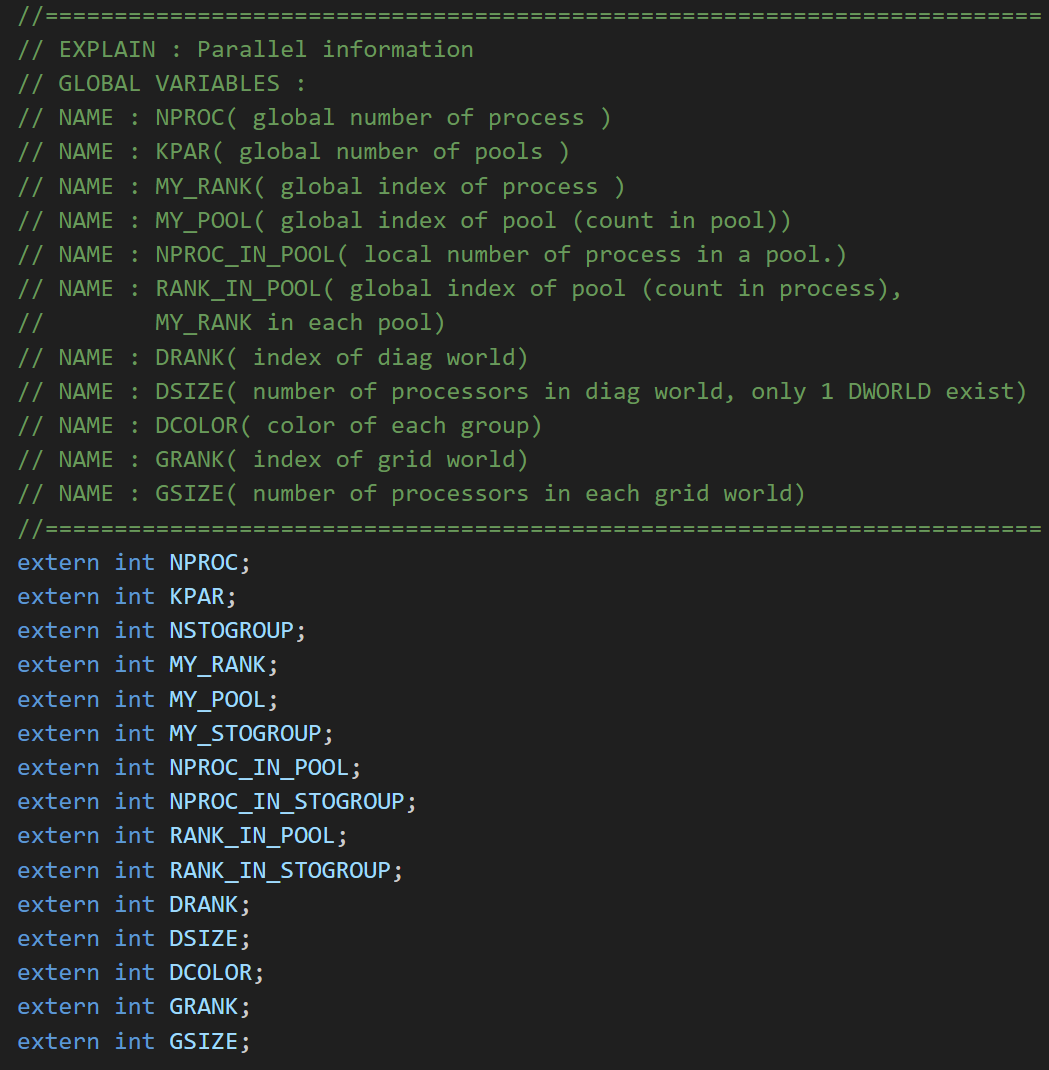 //========================================================================
// EXPLAIN : Parallel information
// GLOBAL VARIABLES :
// NAME : NPROC( global number of process )
// NAME : KPAR( global number of pools )
// NAME : MY_RANK( global index of process )
// NAME : MY_POOL( global index of pool (count in pool))
// NAME : NPROC_IN_POOL( local number of process in a pool.)
// NAME : RANK_IN_POOL( global index of pool (count in process),
//        MY_RANK in each pool)
// NAME : DRANK( index of diag world)
// NAME : DSIZE( number of processors in diag world, only 1 DWORLD exist)
// NAME : DCOLOR( color of each group)
// NAME : GRANK( index of grid world)
// NAME : GSIZE( number of processors in each grid world)
//========================================================================
extern int NPROC;
extern int KPAR;
extern int NSTOGROUP;
extern int MY_RANK;
extern int MY_POOL;
extern int MY_STOGROUP;
extern int NPROC_IN_POOL;
extern int NPROC_IN_STOGROUP;
extern int RANK_IN_POOL;
extern int RANK_IN_STOGROUP;
extern int DRANK;
extern int DSIZE;
extern int DCOLOR;
extern int GRANK;
extern int GSIZE;